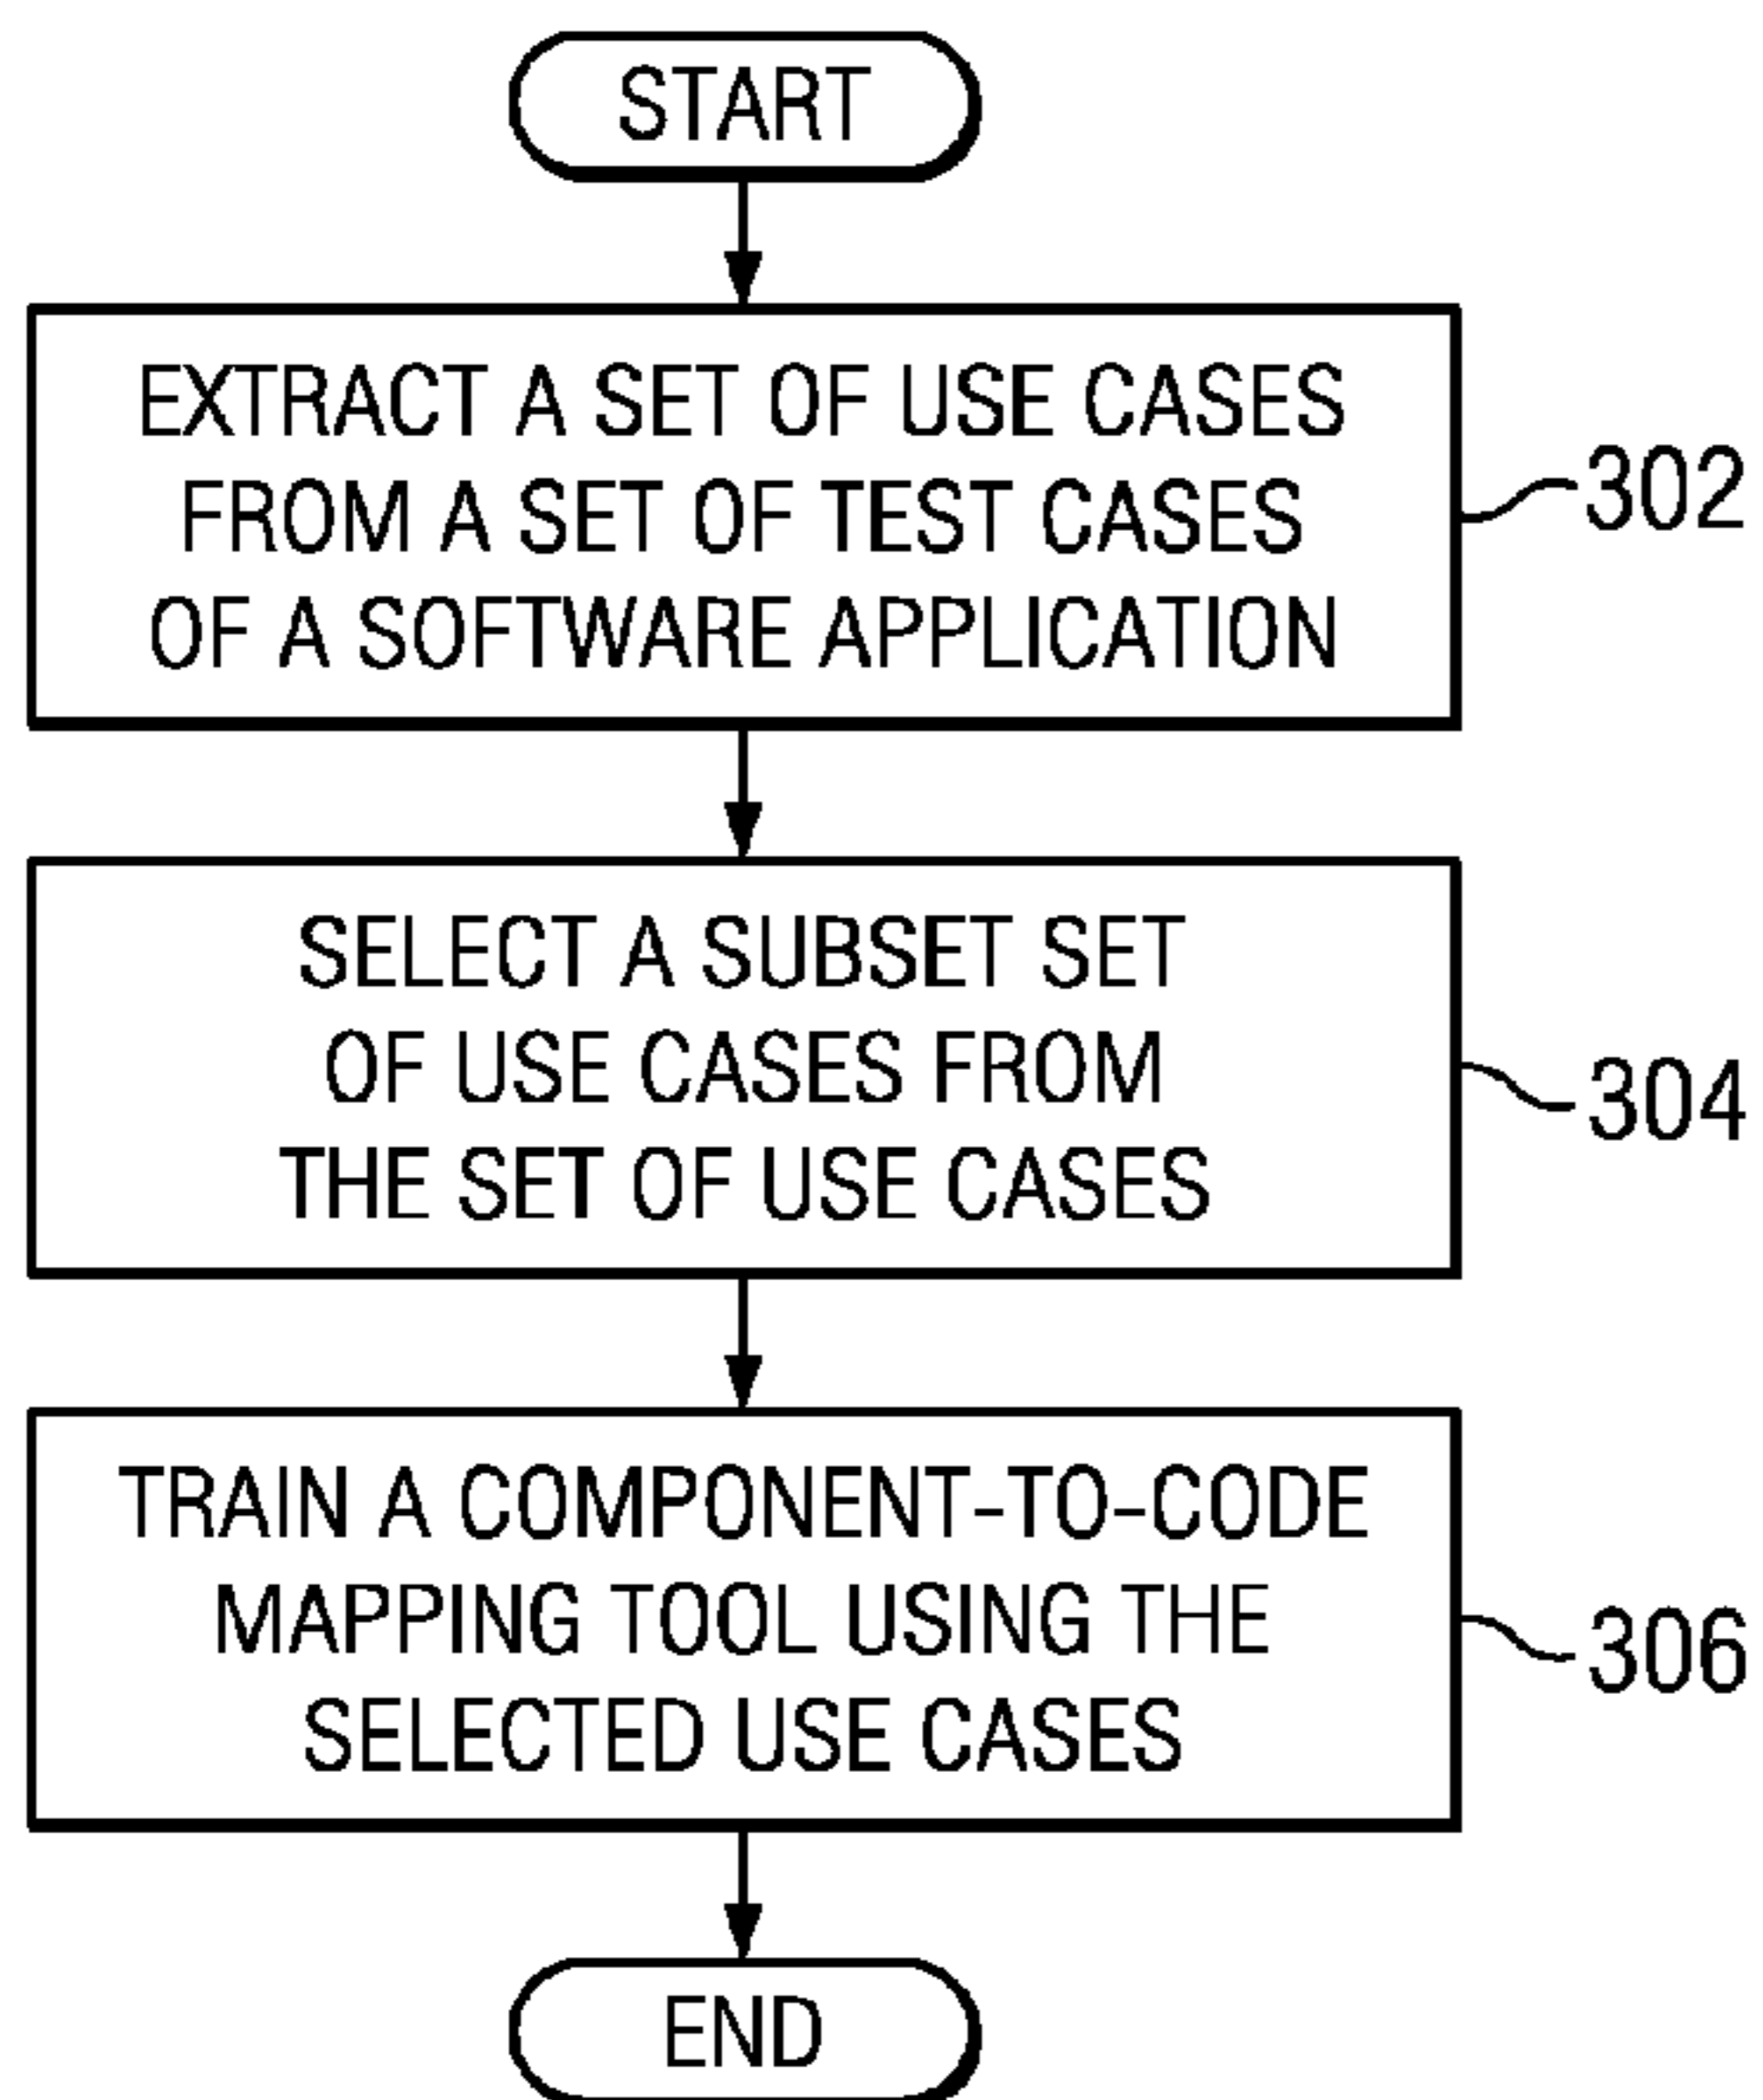 START
EXTRACT A SET OF USE CASES
FROM A SET OF TEST CASES
OF A SOFTWARE APPLICATION
302
SELECT A SUBSET SET
OF USE CASES FROM
THE SET OF USE CASES
304
TRAIN A COMPONENT-TO-CODE
MAPPING TOOL USING THE
SELECTED USE CASES
306
END